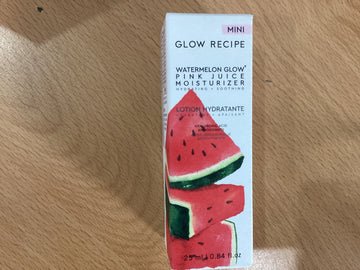 MINI
GLOW RECIPE
WATERMELON GLOW
PINK JUICE
MOISTURIZER
HYDRATING + SOOTHING
LOTION HYDRATANTE
25 ml | 0.84 fl.oz